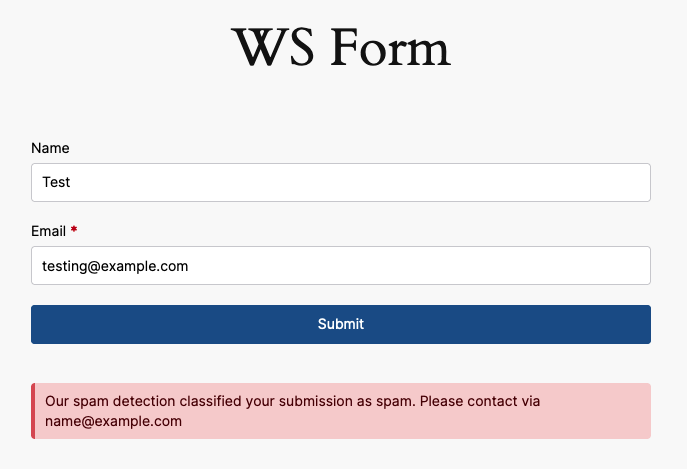 WS Form
Name
Test
Email *
testing@example.com
Submit
Our spam detection classified your submission as spam. Please contact via
name@example.com